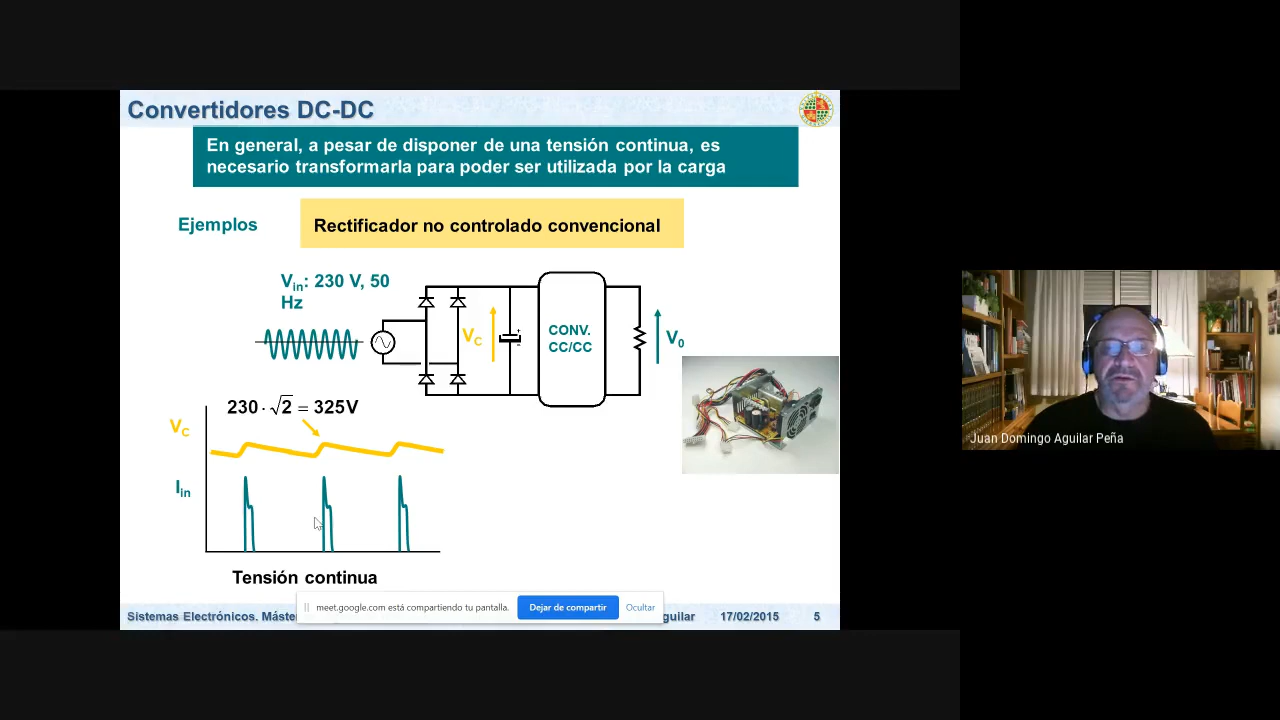 Convertidores DC-DC
En general, a pesar de disponer de una tensión continua, es
necesario transformarla para poder ser utilizada por la carga
Ejemplos
Rectificador no controlado convencional
Vin: 230 V, 50
Hz
VC
+
-
CONV.
CC/CC
V0
230·√2 = 325V
VC
Iin
Tensión continua
Juan Domingo Aguilar Peña
meet.google.com está compartiendo tu pantalla.
Dejar de compartir
Ocultar
Sistemas Electrónicos. Máste
guilar
17/02/2015
5